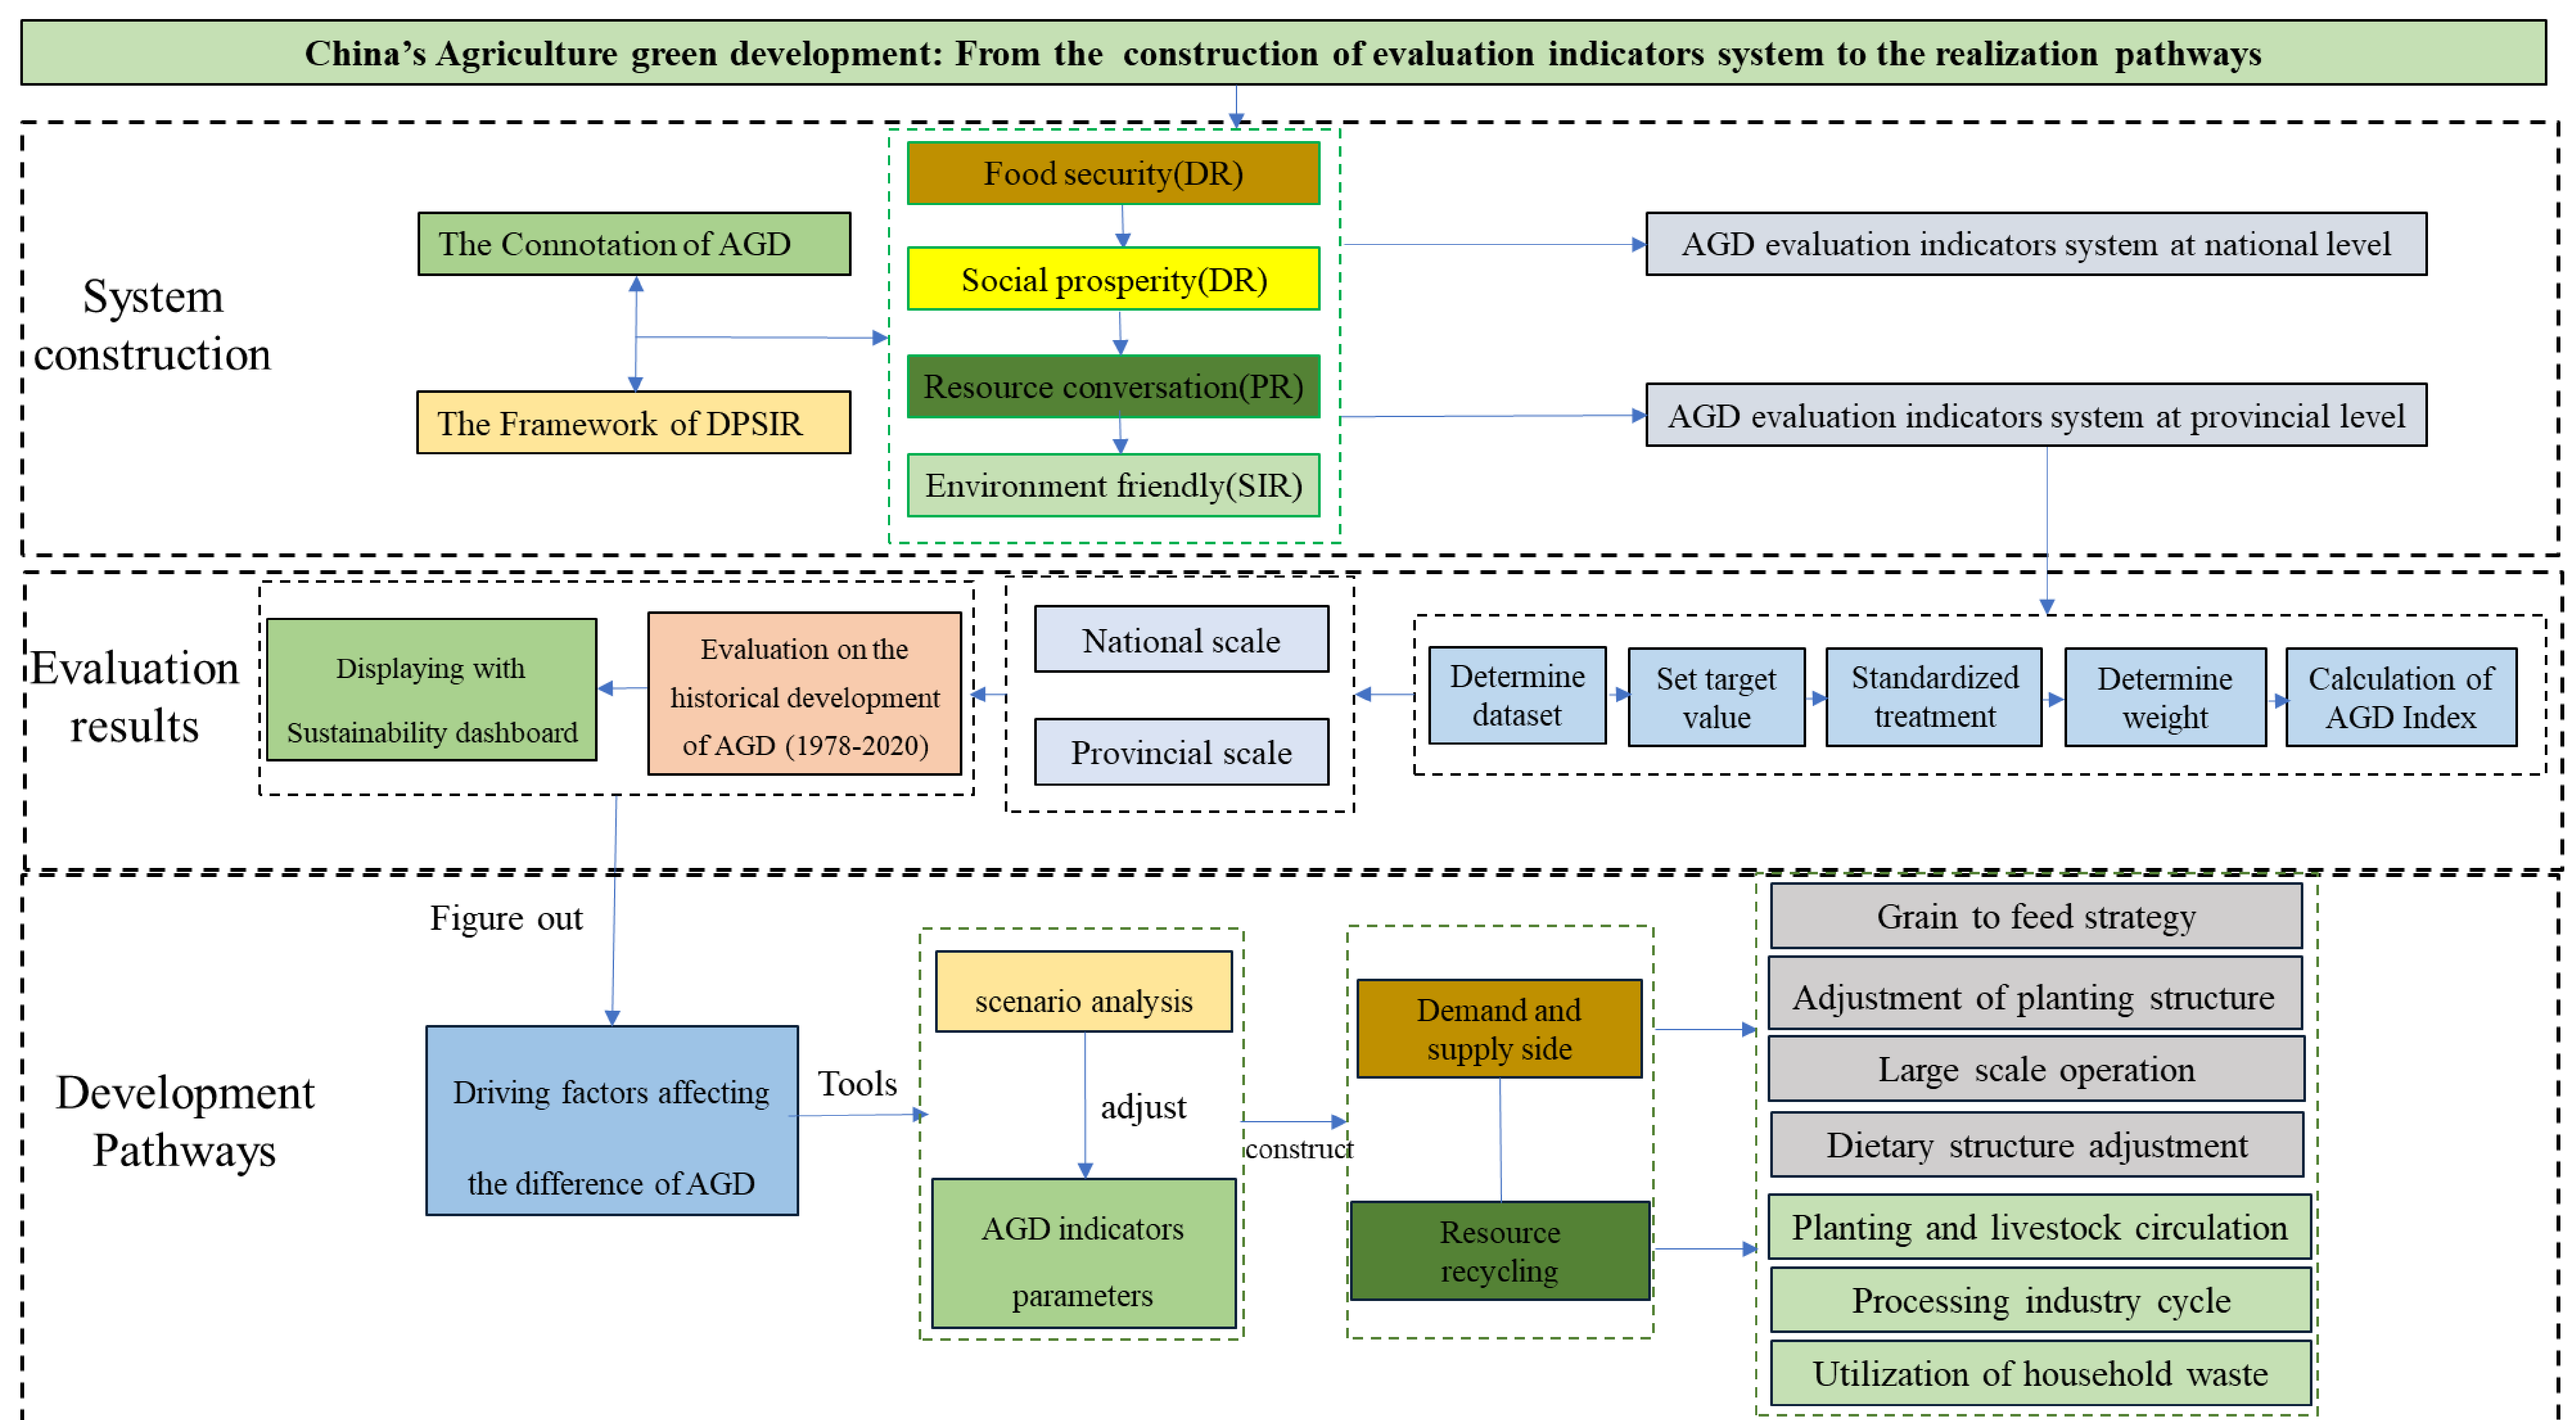 China’s Agriculture green development: From the construction of evaluation indicators system to the realization pathways
System
construction
The Connotation of AGD
The Framework of DPSIR
Food security(DR)
Social prosperity(DR)
Resource conversation(PR)
Environment friendly(SIR)
AGD evaluation indicators system at national level
AGD evaluation indicators system at provincial level
Evaluation
results
Displaying with
Sustainability dashboard
Evaluation on the
historical development
of AGD (1978-2020)
National scale
Provincial scale
Determine
dataset
Set target
value
Standardized
treatment
Determine
weight
Calculation of
AGD Index
Development
Pathways
Figure out
Driving factors affecting
the difference of AGD
Tools
scenario analysis
adjust
AGD indicators
parameters
construct
Demand and
supply side
Resource
recycling
Grain to feed strategy
Adjustment of planting structure
Large scale operation
Dietary structure adjustment
Planting and livestock circulation
Processing industry cycle
Utilization of household waste